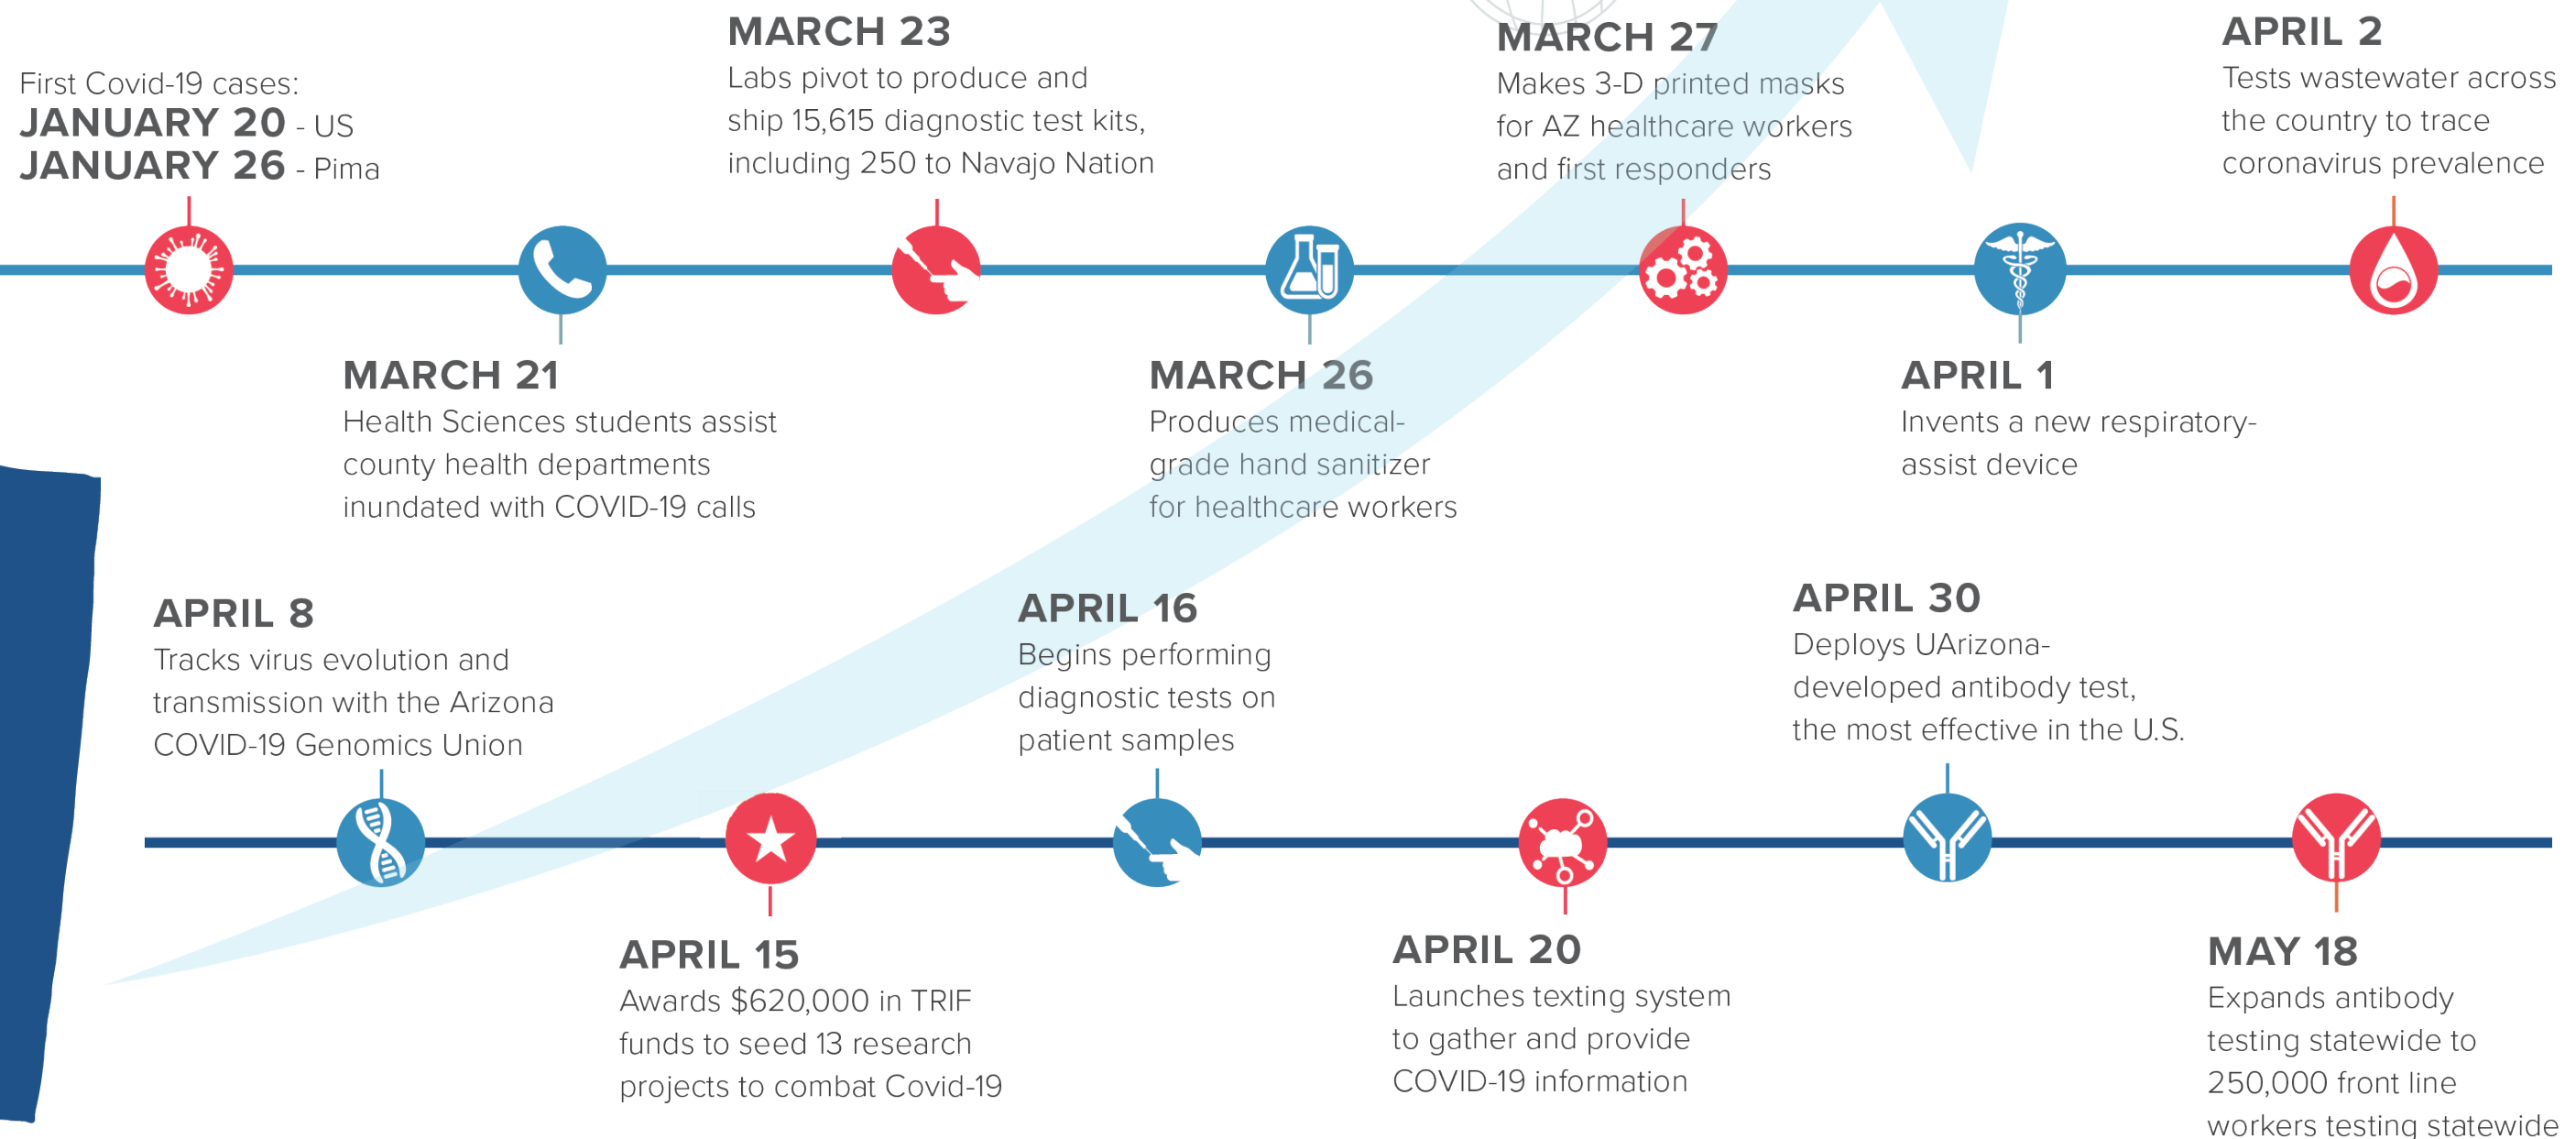 First Covid-19 cases:
JANUARY 20 - US
JANUARY 26 - Pima
MARCH 21
Health Sciences students assist
county health departments
inundated with COVID-19 calls
MARCH 23
Labs pivot to produce and
ship 15,615 diagnostic test kits,
including 250 to Navajo Nation
MARCH 26
Produces medical-
grade hand sanitizer
for healthcare workers
MARCH 27
Makes 3-D printed masks
for AZ healthcare workers
and first responders
APRIL 1
Invents a new respiratory-
assist device
APRIL 2
Tests wastewater across
the country to trace
coronavirus prevalence
APRIL 8
Tracks virus evolution and
transmission with the Arizona
COVID-19 Genomics Union
APRIL 15
Awards $620,000 in TRIF
funds to seed 13 research
projects to combat Covid-19
APRIL 16
Begins performing
diagnostic tests on
patient samples
APRIL 20
Launches texting system
to gather and provide
COVID-19 information
APRIL 30
Deploys UArizona-
developed antibody test,
the most effective in the U.S.
MAY 18
Expands antibody
testing statewide to
250,000 front line
workers testing statewide